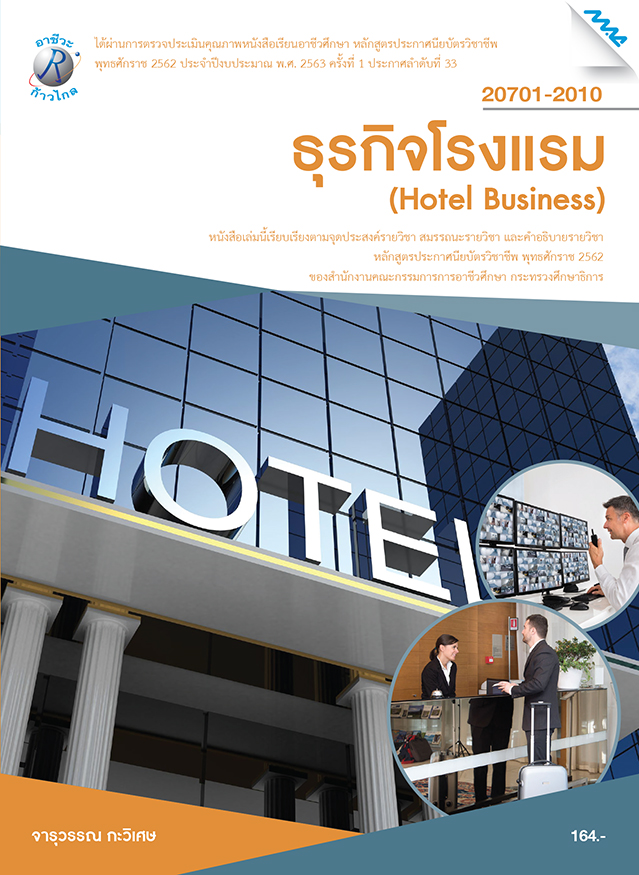 อาชีวะ
ก้าวไกล
ได้ผ่านการตรวจประเมินคุณภาพหนังสือเรียนอาชีวศึกษา หลักสูตรประกาศนียบัตรวิชาชีพ
พุทธศักราช 2562 ประจำปีงบประมาณ พ.ศ. 2563 ครั้งที่ 1 ประกาศลำดับที่ 33
แม็ค
20701-2010
ธุรกิจโรงแรม
(Hotel Business)
หนังสือเล่มนี้เรียบเรียงตามจุดประสงค์รายวิชา สมรรถนะรายวิชา และคำอธิบายรายวิชา
หลักสูตรประกาศนียบัตรวิชาชีพ พุทธศักราช 2562
ของสำนักงานคณะกรรมการการอาชีวศึกษา กระทรวงศึกษาธิการ
HOTEL
จารุวรรณ กะวิเศษ
164.-